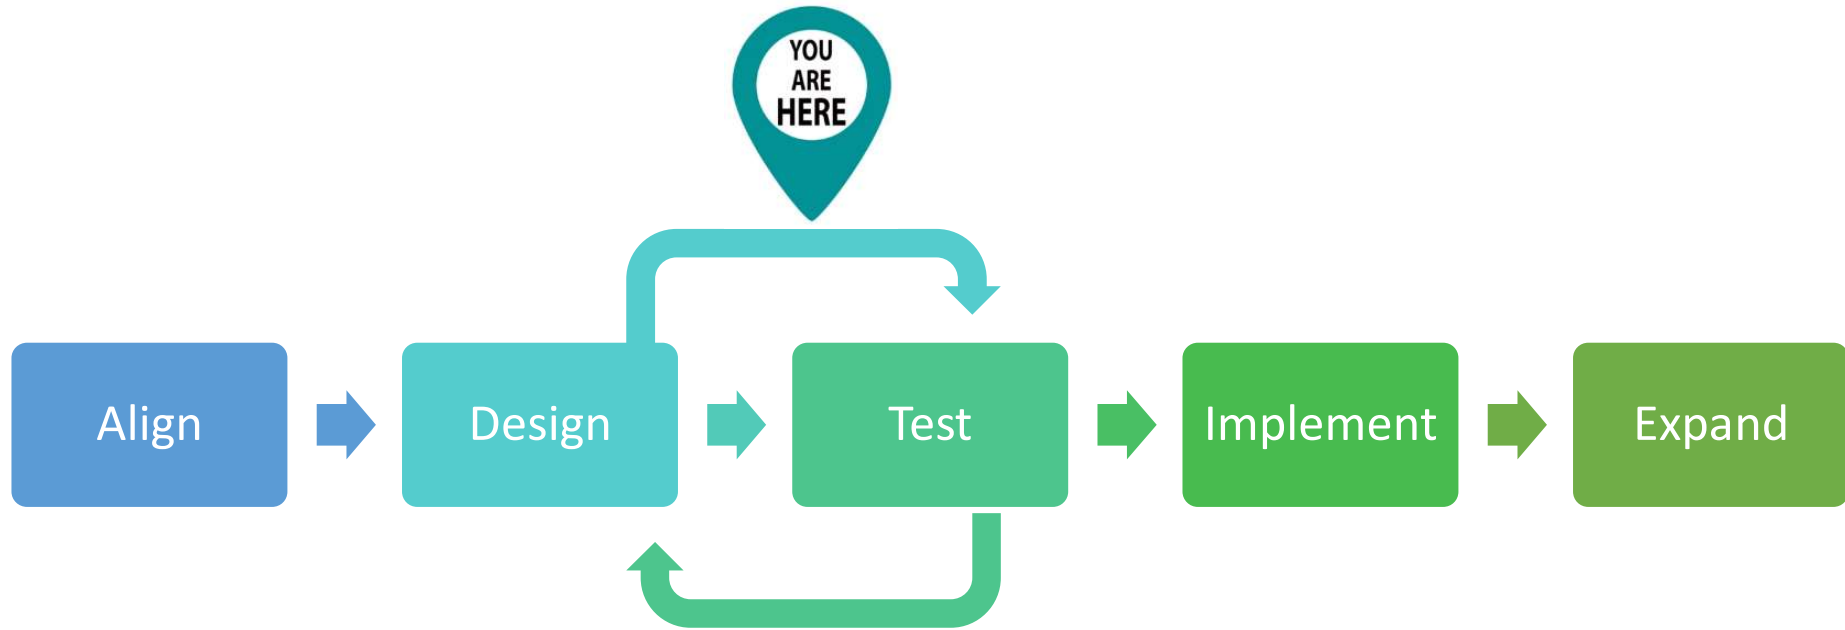 YOU
ARE
HERE
Align
Design
Test
Implement
Expand